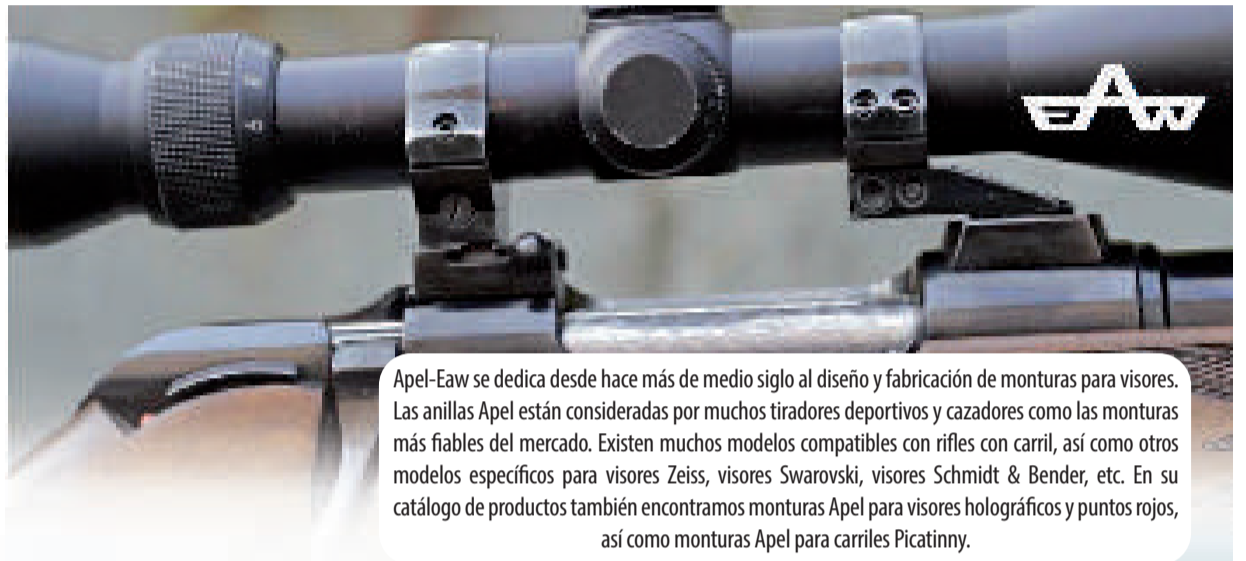 EAW
Apel-Eaw se dedica desde hace más de medio siglo al diseño y fabricación de monturas para visores.
Las anillas Apel están consideradas por muchos tiradores deportivos y cazadores como las monturas
más fiables del mercado. Existen muchos modelos compatibles con rifles con carril, así como otros
modelos específicos para visores Zeiss, visores Swarovski, visores Schmidt & Bender, etc. En su
catálogo de productos también encontramos monturas Apel para visores holográficos y puntos rojos,
así como monturas Apel para carriles Picatinny.